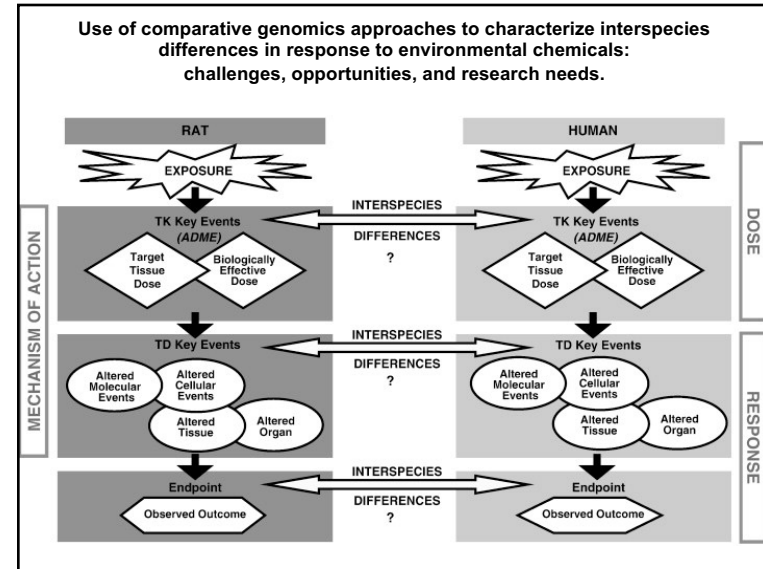 Use of comparative genomics approaches to characterize interspecies
differences in response to environmental chemicals:
challenges, opportunities, and research needs.
RAT
HUMAN
EXPOSURE
EXPOSURE
INTERSPECIES
DIFFERENCES
?
TK Key Events
(ADME)
Target
Tissue
Dose
Biologically
Effective
Dose
TK Key Events
(ADME)
Target
Tissue
Dose
Biologically
Effective
Dose
DOSE
MECHANISM OF ACTION
INTERSPECIES
DIFFERENCES
?
TD Key Events
Altered
Molecular
Events
Altered
Cellular
Events
Altered
Tissue
Altered
Organ
TD Key Events
Altered
Molecular
Events
Altered
Cellular
Events
Altered
Tissue
Altered
Organ
RESPONSE
INTERSPECIES
DIFFERENCES
?
Endpoint
Observed Outcome
Endpoint
Observed Outcome